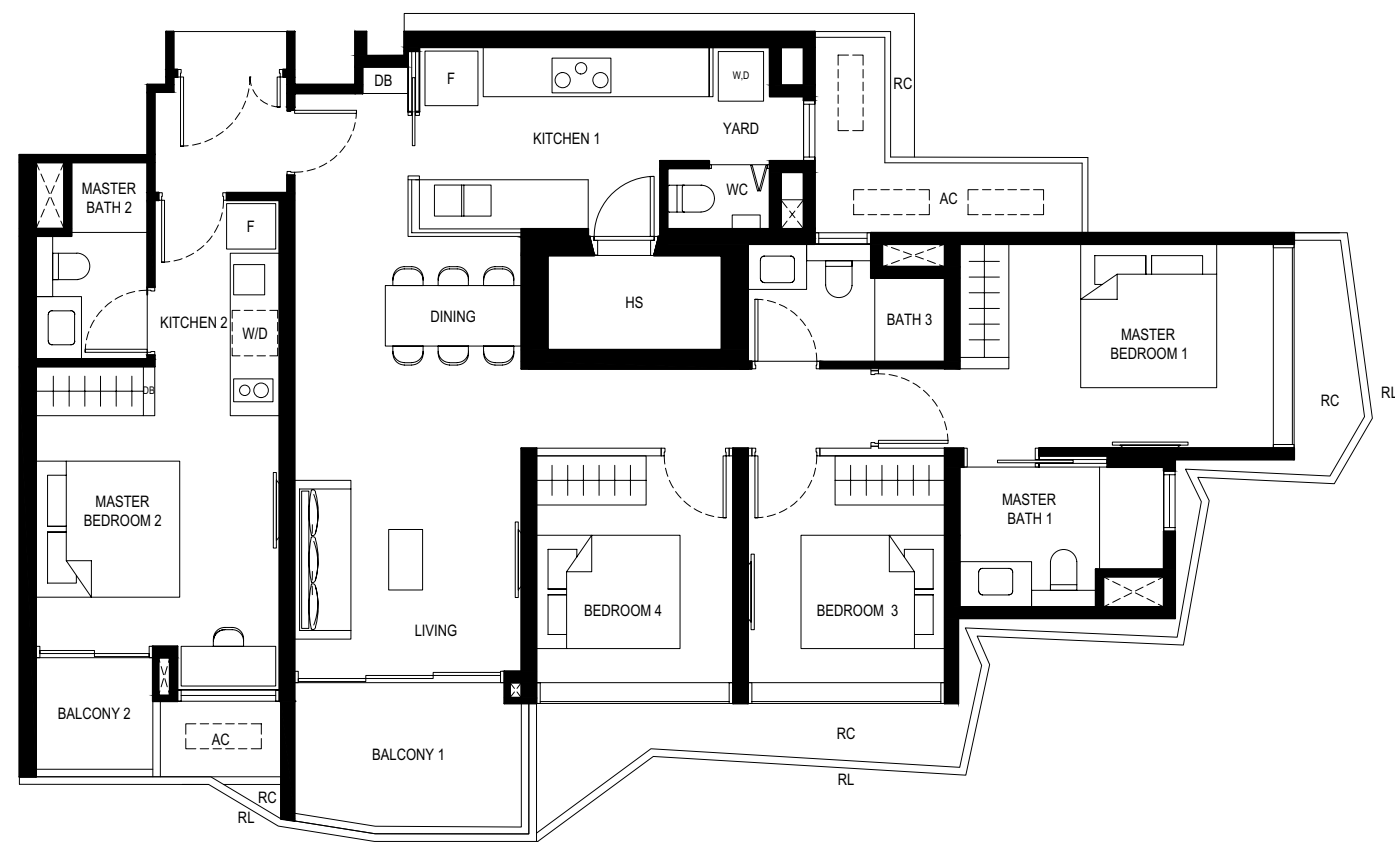 DB
F
W,D
RC
KITCHEN 1
YARD
MASTER
BATH 2
WC
AC
F
X
HS
DINING
KITCHEN 2
W/D
BATH 3
MASTER
BEDROOM 1
RC
RL
DB
MASTER
BEDROOM 2
MASTER
BATH 1
BEDROOM 4
BEDROOM 3
LIVING
BALCONY 2
AC
BALCONY 1
RC
RL
RC
RL